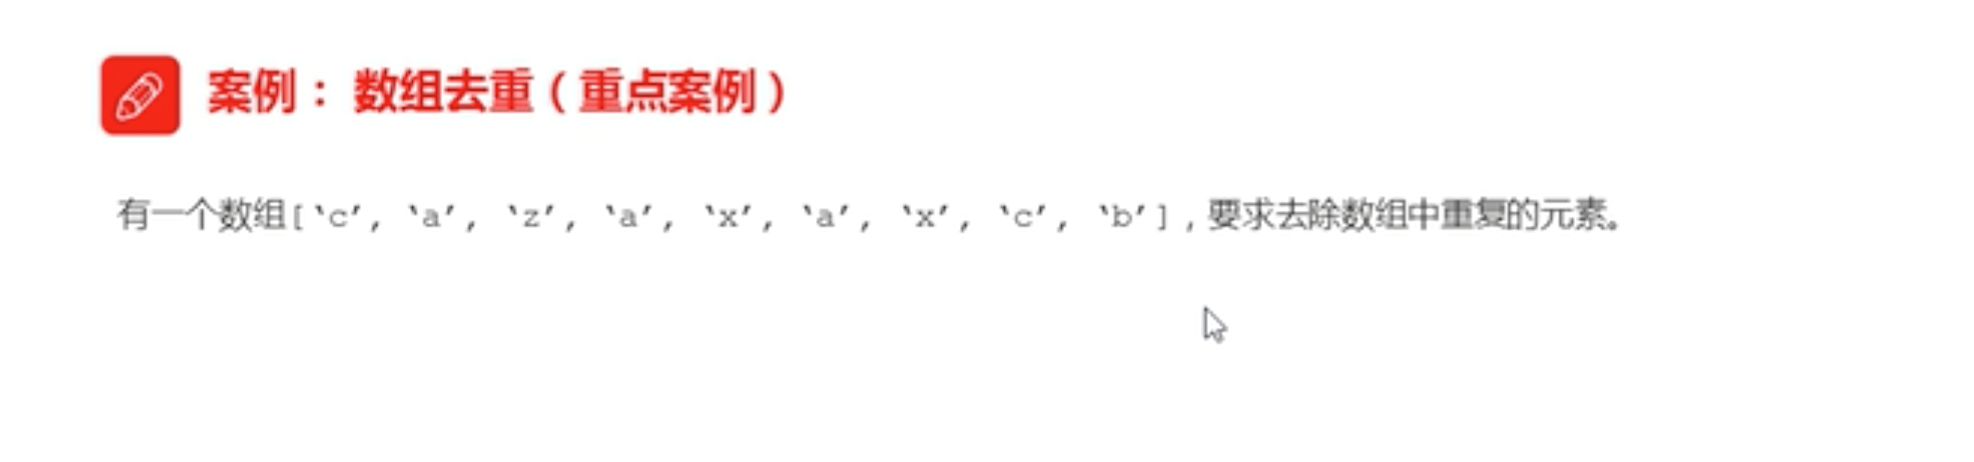 案例：数组去重（重点案例）
有一个数组[‘c’, ‘a’, ‘z’, ‘a’, ‘x’, ‘a’, ‘x’, ‘c’, ‘b’]，要求去除数组中重复的元素。